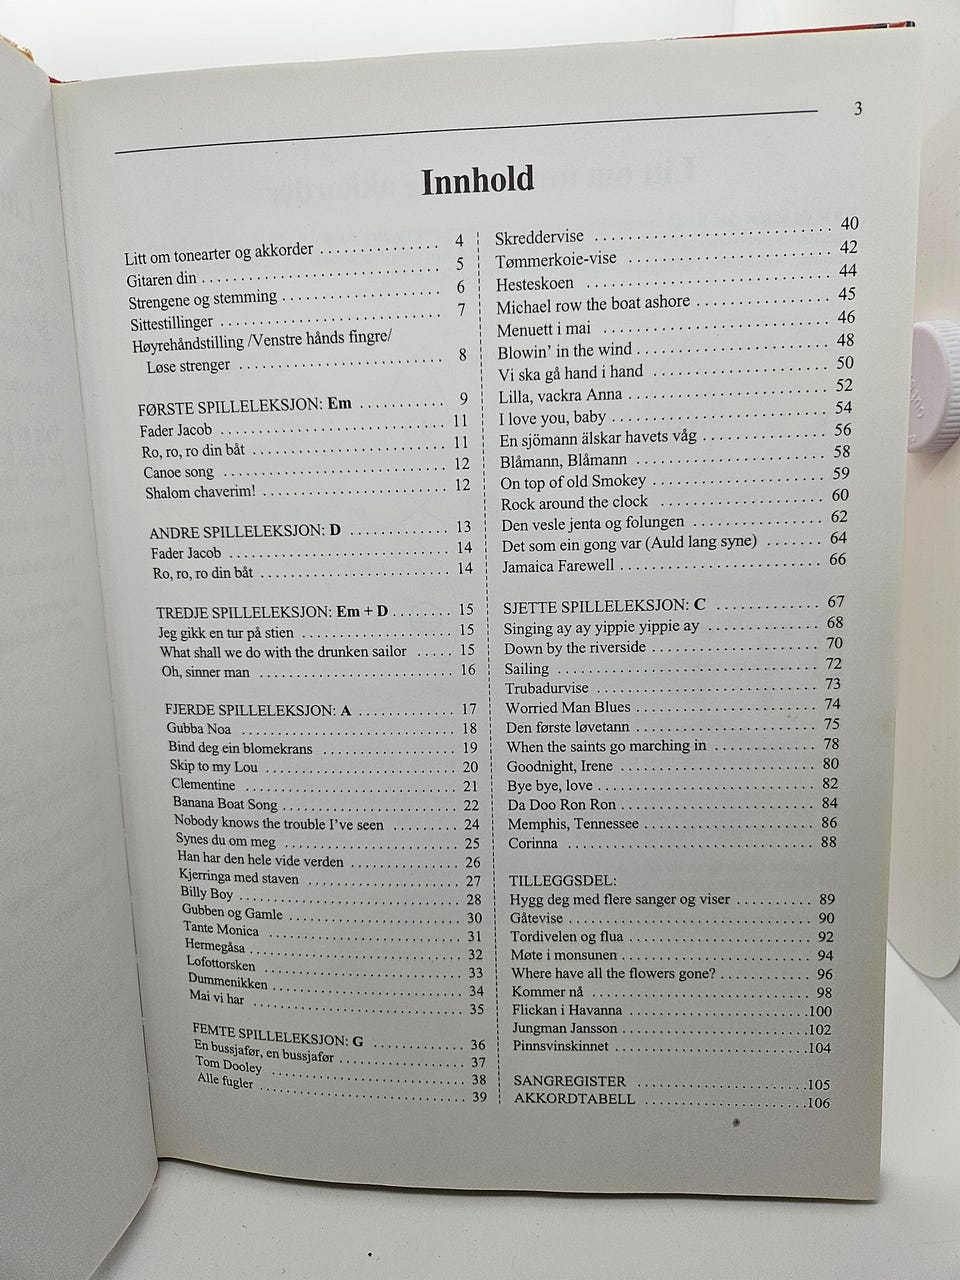 3
Innhold
Litt om tonearter og akkorder . . . . . . . . . . . . . . . . 4
Gitaren din . . . . . . . . . . . . . . . . . . . . . . . . . . . . . . 5
Strengene og stemming . . . . . . . . . . . . . . . . . . . . 6
Sittestillinger . . . . . . . . . . . . . . . . . . . . . . . . . . . . 7
Høyrehåndstilling /Venstre hånds fingre/
Løse strenger . . . . . . . . . . . . . . . . . . . . . . . . . . 8
FØRSTE SPILLELEKSJON: Em . . . . . . . . . . . 9
Fader Jacob . . . . . . . . . . . . . . . . . . . . . . . . . . . . 11
Ro, ro, ro din båt . . . . . . . . . . . . . . . . . . . . . . . . 11
Canoe song . . . . . . . . . . . . . . . . . . . . . . . . . . . . 12
Shalom chaverim! . . . . . . . . . . . . . . . . . . . . . . . 12
ANDRE SPILLELEKSJON: D . . . . . . . . . . . . . 13
Fader Jacob . . . . . . . . . . . . . . . . . . . . . . . . . . . . 14
Ro, ro, ro din båt . . . . . . . . . . . . . . . . . . . . . . . . 14
TREDJE SPILLELEKSJON: Em + D . . . . . . . . 15
Jeg gikk en tur på stien . . . . . . . . . . . . . . . . . . . 15
What shall we do with the drunken sailor . . . . . 15
Oh, sinner man . . . . . . . . . . . . . . . . . . . . . . . . . 16
FJERDE SPILLELEKSJON: A . . . . . . . . . . . . . 17
Gubba Noa . . . . . . . . . . . . . . . . . . . . . . . . . . . . 18
Bind deg ein blomekrans . . . . . . . . . . . . . . . . . . 19
Skip to my Lou . . . . . . . . . . . . . . . . . . . . . . . . . 20
Clementine . . . . . . . . . . . . . . . . . . . . . . . . . . . . 21
Banana Boat Song . . . . . . . . . . . . . . . . . . . . . . . 22
Nobody knows the trouble I've seen . . . . . . . . . 24
Synes du om meg . . . . . . . . . . . . . . . . . . . . . . . 25
Han har den hele vide verden . . . . . . . . . . . . . . 26
Kjerringa med staven . . . . . . . . . . . . . . . . . . . . 27
Billy Boy . . . . . . . . . . . . . . . . . . . . . . . . . . . . . 28
Gubben og Gamle . . . . . . . . . . . . . . . . . . . . . . . 30
Tante Monica . . . . . . . . . . . . . . . . . . . . . . . . . . 31
Hermegåsa . . . . . . . . . . . . . . . . . . . . . . . . . . . . 32
Lofottorsken . . . . . . . . . . . . . . . . . . . . . . . . . . . 33
Dummenikken . . . . . . . . . . . . . . . . . . . . . . . . . 34
Mai vi har . . . . . . . . . . . . . . . . . . . . . . . . . . . . . 35
FEMTE SPILLELEKSJON: G . . . . . . . . . . . . . 36
En bussjafør, en bussjafør . . . . . . . . . . . . . . . . . 37
Tom Dooley . . . . . . . . . . . . . . . . . . . . . . . . . . . 38
Alle fugler . . . . . . . . . . . . . . . . . . . . . . . . . . . . . 39
Skreddervise . . . . . . . . . . . . . . . . . . . . . . . . . . . 40
Tømmerkoie-vise . . . . . . . . . . . . . . . . . . . . . . . . 42
Hesteskoen . . . . . . . . . . . . . . . . . . . . . . . . . . . . 44
Michael row the boat ashore . . . . . . . . . . . . . . . 45
Menuett i mai . . . . . . . . . . . . . . . . . . . . . . . . . . 46
Blowin' in the wind . . . . . . . . . . . . . . . . . . . . . . 48
Vi ska gå hand i hand . . . . . . . . . . . . . . . . . . . . 50
Lilla, vackra Anna . . . . . . . . . . . . . . . . . . . . . . . 52
I love you, baby . . . . . . . . . . . . . . . . . . . . . . . . . 54
En sjömann älskar havets våg . . . . . . . . . . . . . . 56
Blåmann, Blåmann . . . . . . . . . . . . . . . . . . . . . . 58
On top of old Smokey . . . . . . . . . . . . . . . . . . . . 59
Rock around the clock . . . . . . . . . . . . . . . . . . . . 60
Den vesle jenta og folungen . . . . . . . . . . . . . . . . 62
Det som ein gong var (Auld lang syne) . . . . . . . 64
Jamaica Farewell . . . . . . . . . . . . . . . . . . . . . . . . 66
SJETTE SPILLELEKSJON: C . . . . . . . . . . . . . 67
Singing ay ay yippie yippie ay . . . . . . . . . . . . . . 68
Down by the riverside . . . . . . . . . . . . . . . . . . . . 70
Sailing . . . . . . . . . . . . . . . . . . . . . . . . . . . . . . . . 72
Trubadurvise . . . . . . . . . . . . . . . . . . . . . . . . . . . 73
Worried Man Blues . . . . . . . . . . . . . . . . . . . . . . 74
Den første løvetann . . . . . . . . . . . . . . . . . . . . . . 75
When the saints go marching in . . . . . . . . . . . . . 78
Goodnight, Irene . . . . . . . . . . . . . . . . . . . . . . . . 80
Bye bye, love . . . . . . . . . . . . . . . . . . . . . . . . . . . 82
Da Doo Ron Ron . . . . . . . . . . . . . . . . . . . . . . . . 84
Memphis, Tennessee . . . . . . . . . . . . . . . . . . . . . 86
Corinna . . . . . . . . . . . . . . . . . . . . . . . . . . . . . . . 88
TILLEGGSDEL:
Hygg deg med flere sanger og viser . . . . . . . . . . 89
Gåtevise . . . . . . . . . . . . . . . . . . . . . . . . . . . . . . . 90
Tordivelen og flua . . . . . . . . . . . . . . . . . . . . . . . 92
Møte i monsunen . . . . . . . . . . . . . . . . . . . . . . . . 94
Where have all the flowers gone? . . . . . . . . . . . . 96
Kommer nå . . . . . . . . . . . . . . . . . . . . . . . . . . . . 98
Flickan i Havanna . . . . . . . . . . . . . . . . . . . . . . .100
Jungman Jansson . . . . . . . . . . . . . . . . . . . . . . . .102
Pinnsvinskinnet . . . . . . . . . . . . . . . . . . . . . . . . .104
SANGREGISTER . . . . . . . . . . . . . . . . . . . . . . .105
AKKORDTABELL . . . . . . . . . . . . . . . . . . . . . .106